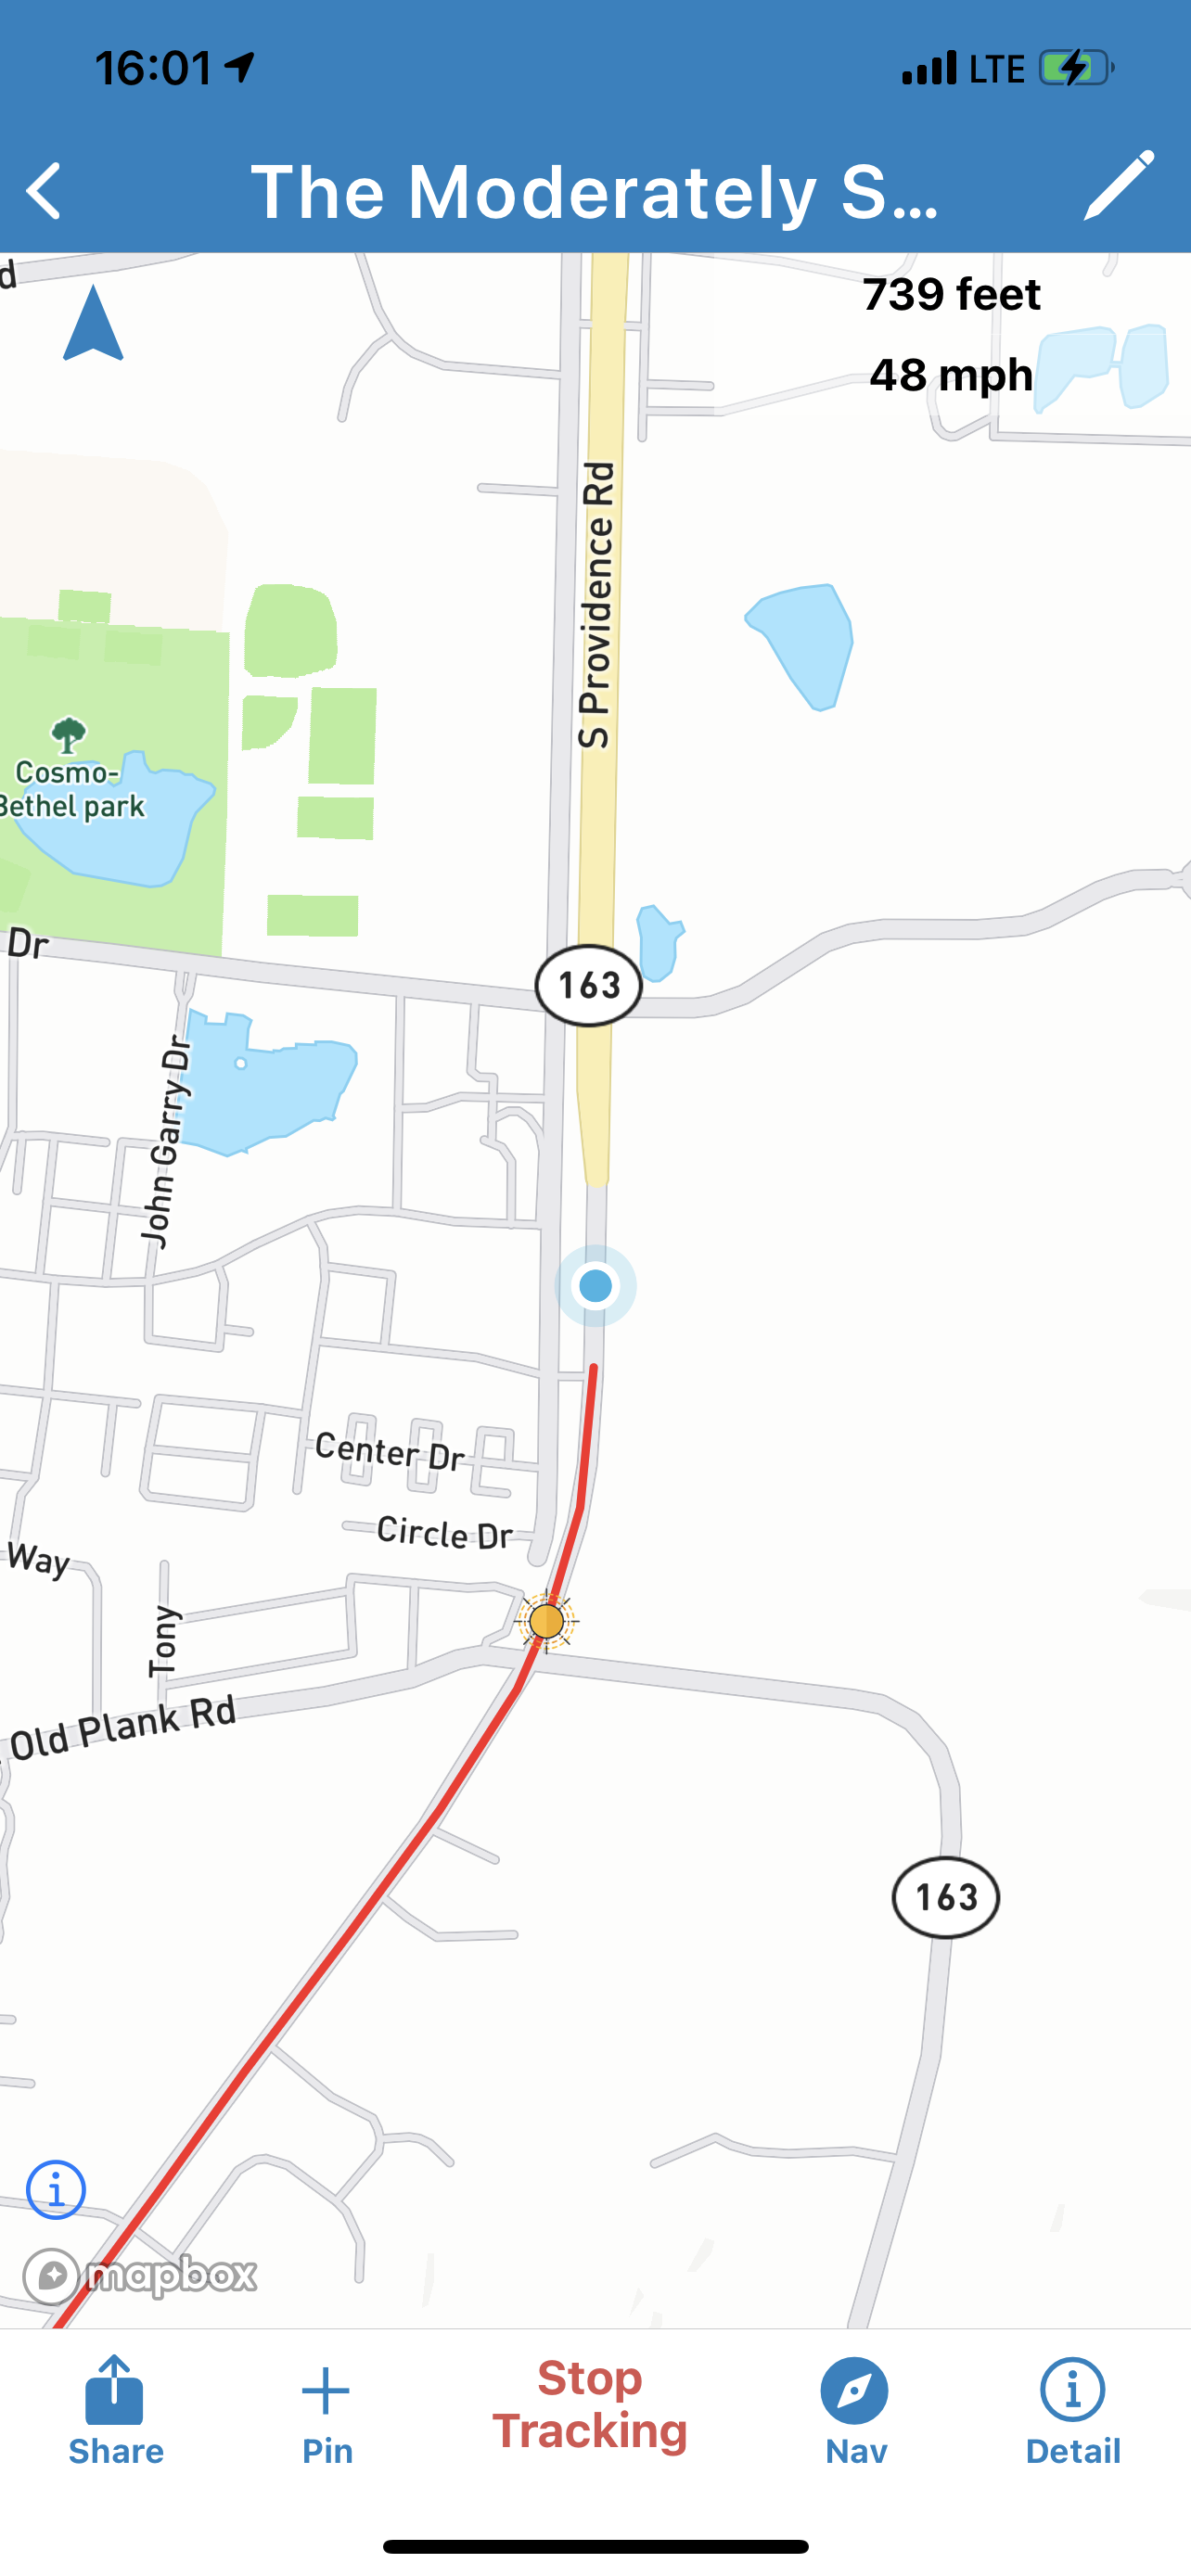 16:01
LTE
The Moderately S...
d
739 feet
48 mph
S Providence Rd
Cosmo-
Bethel park
Dr
163
John Garry Dr
Center Dr
Circle Dr
Way
Tony
Old Plank Rd
163
mapbox
Share
Pin
Stop
Tracking
Nav
Detail